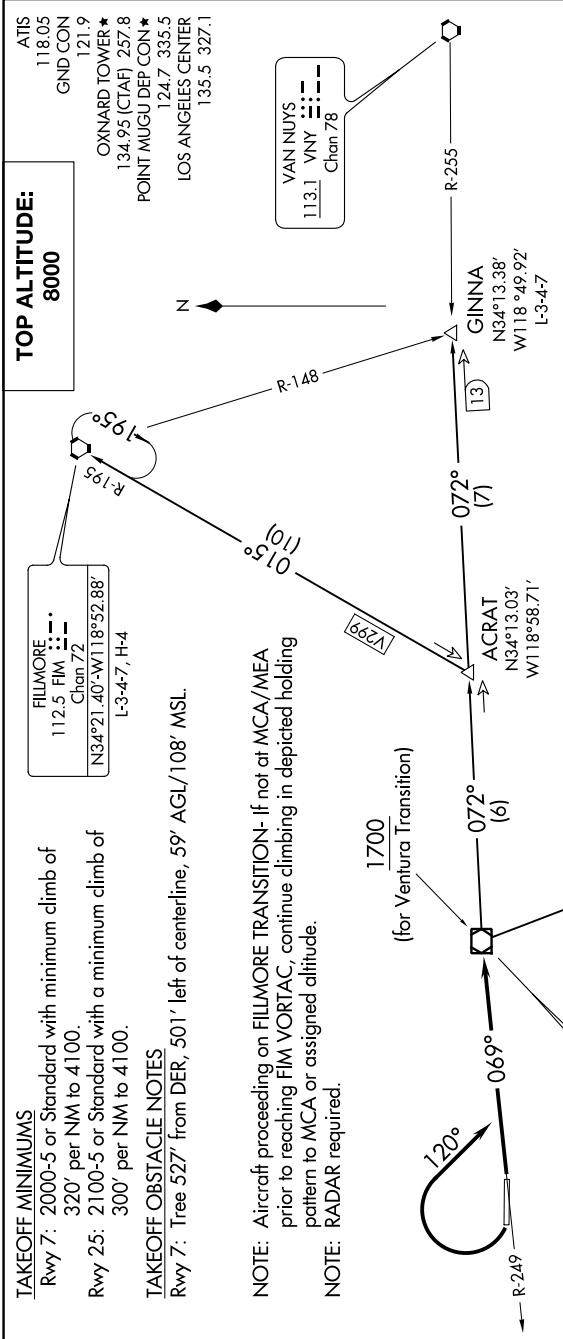 TAKEOFF MINIMUMS
Rwy 7: 2000-5 or Standard with minimum climb of
320' per NM to 4100.
Rwy 25: 2100-5 or Standard with a minimum climb of
300' per NM to 4100.
TAKEOFF OBSTACLE NOTES
Rwy 7: Tree 527' from DER, 501' left of centerline, 59' AGL/108' MSL.
NOTE: Aircraft proceeding on FILLMORE TRANSITION- If not at MCA/MEA
prior to reaching FIM VORTAC, continue climbing in depicted holding
pattern to MCA or assigned altitude.
NOTE: RADAR required.
TOP ALTITUDE:
8000
ATIS
118.05
GND CON
121.9
OXNARD TOWER★
134.95 (CTAF) 257.8
POINT MUGU DEP CON★
124.7 335.5
LOS ANGELES CENTER
135.5 327.1
FILLMORE
112.5 FIM
Chan 72
N34°21.40'-W118°52.88'
L-3-4-7, H-4
195°
R-195
R-148
N
VAN NUYS
113.1 VNY
Chan 78
R-255
015°
(10)
V299
GINNA
N34°13.38'
W118°49.92'
L-3-4-7
13
072°
(7)
ACRAT
N34°13.03'
W118°58.71'
1700
(for Ventura Transition)
072°
(6)
069°
120°
R-249